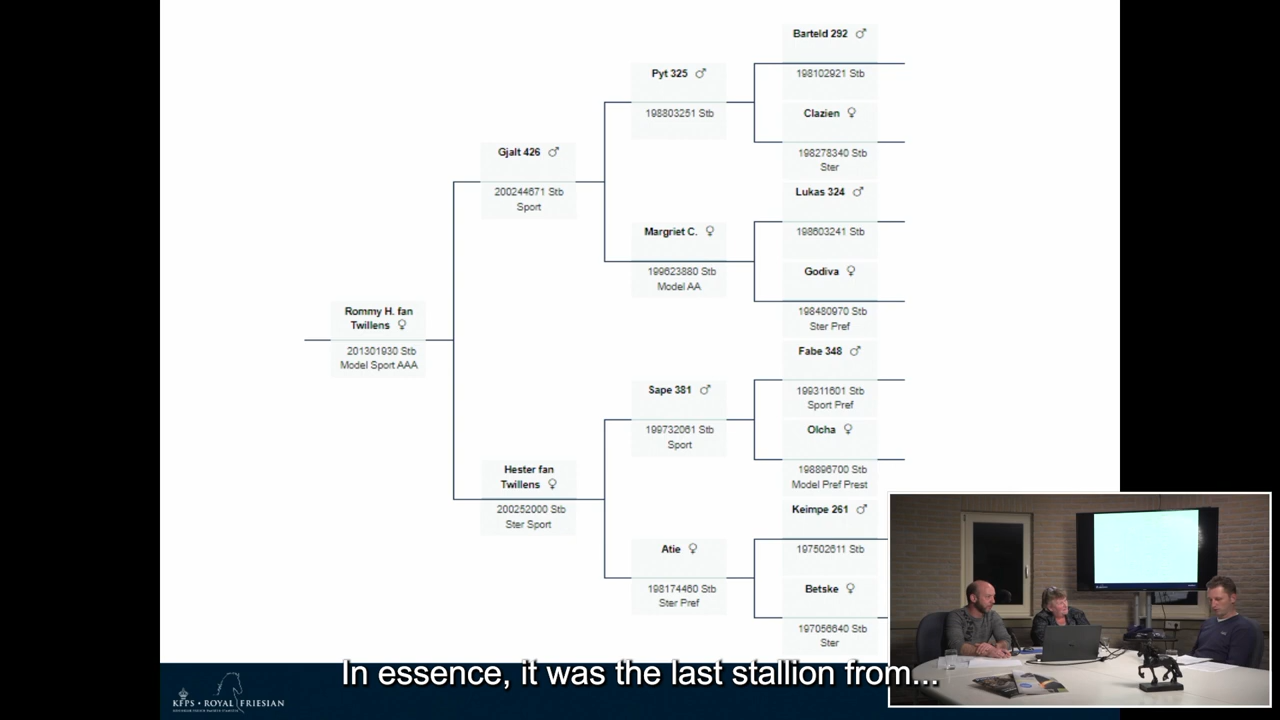 Barteld 292 ♂
198102921 Stb
Pyt 325 ♂
198803251 Stb
Clazien ♀
198278340 Stb
Ster
Gjalt 426 ♂
200244671 Stb
Sport
Lukas 324 ♂
198603241 Stb
Margriet C. ♀
199623880 Stb
Model AA
Godiva ♀
198480970 Stb
Ster Pref
Rommy H. fan
Twillens ♀
201301930 Stb
Model Sport AAA
Fabe 348 ♂
199311601 Stb
Sport Pref
Sape 381 ♂
199732061 Stb
Sport
Olcha ♀
198896700 Stb
Model Pref Prest
Hester fan
Twillens ♀
200252000 Stb
Ster Sport
Keimpe 261 ♂
197502611 Stb
Atie ♀
198174460 Stb
Ster Pref
Betske ♀
197056640 Stb
Ster
In essence, it was the last stallion from...
KFPS • ROYAL FRIESIAN